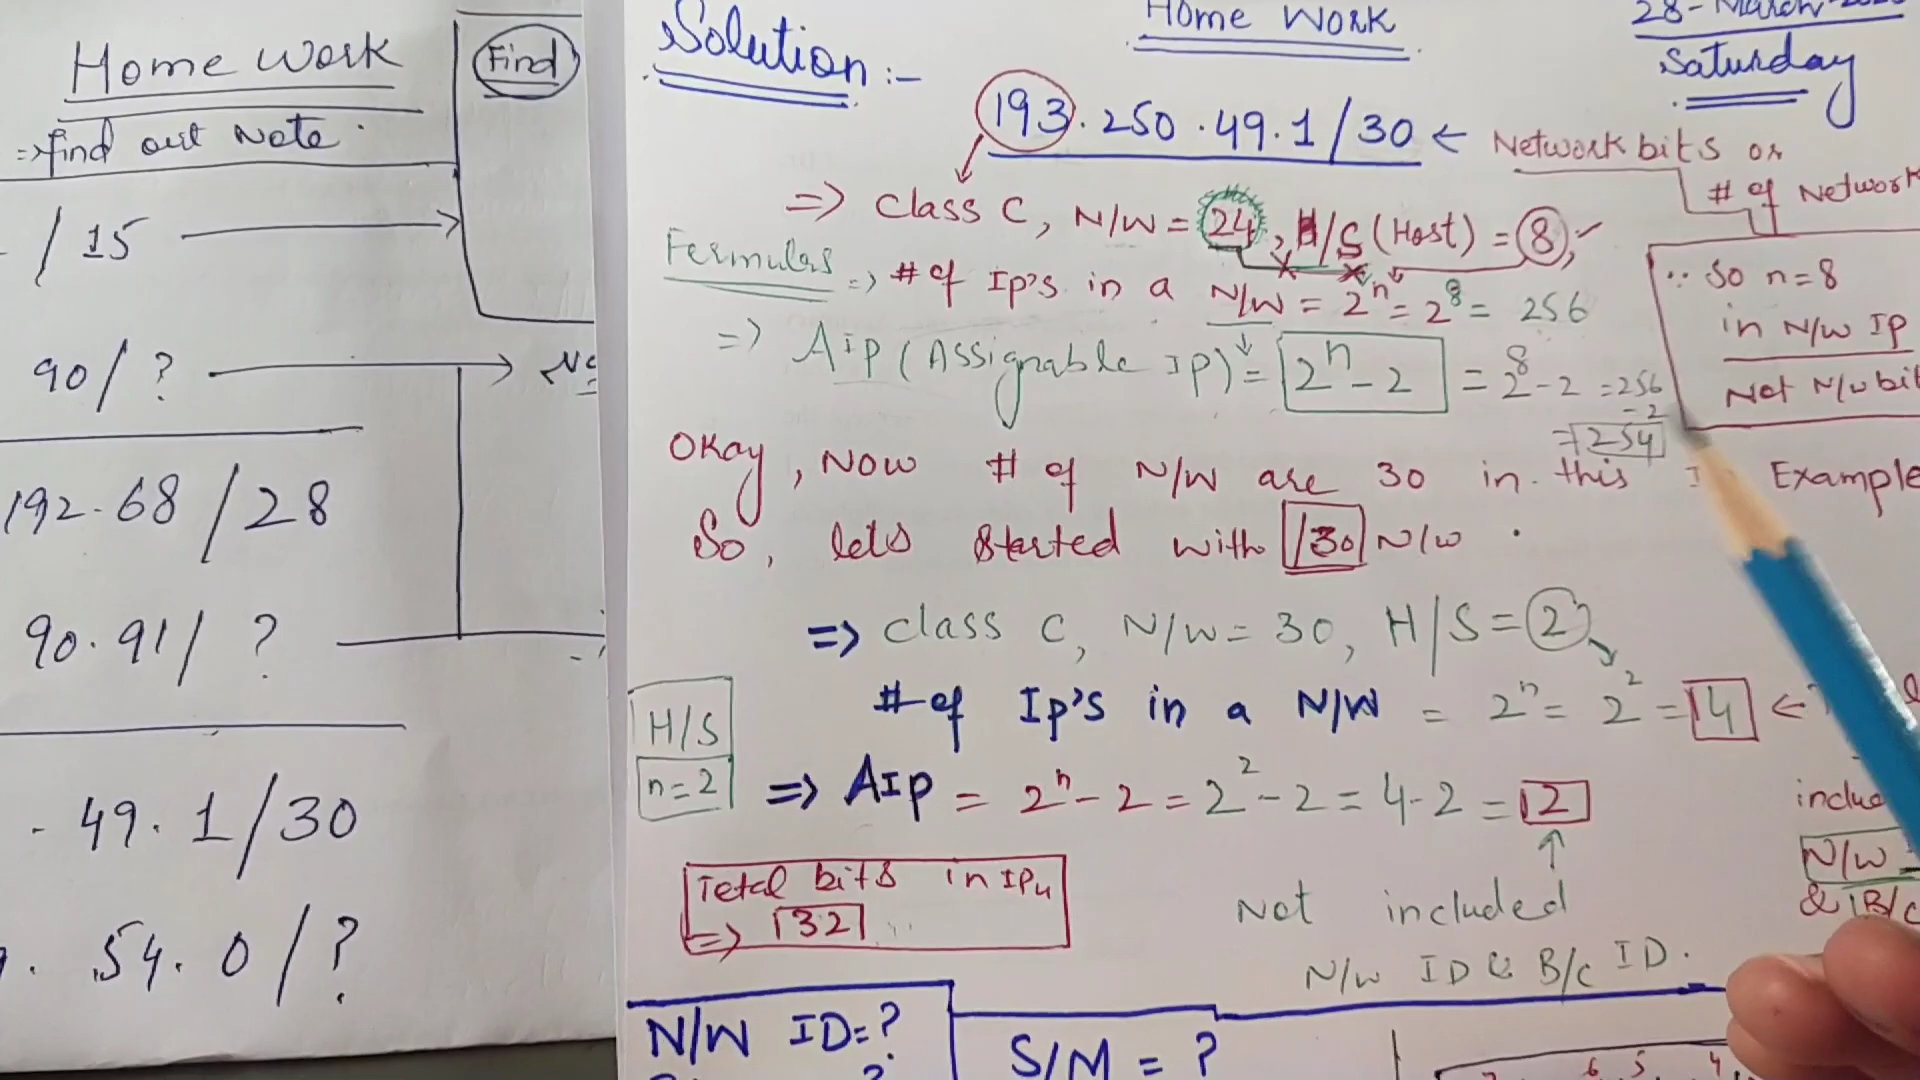 Home Work
=> find out Note.
/ 15
90 / ?
192.68 / 28
90.91 / ?
- 49.1/30
. 54.0 / ?
Find
Home Work
28-March
Saturday
Solution :-
193.250.49.1/30 ← Network bits or
# of Network
=> Class C, N/W = 24, H/S (Host) = 8,
Formulas => # of Ip's in a N/W = 2^n = 2^8 = 256
=> AIP (Assignable IP) = 2^n - 2 = 2^8 - 2 = 256
- 2
= 254
∵ So n=8
in N/W IP
Not N/W bit
Okay, Now # of N/W are 30 in this Example
So, lets started with /30 N/W.
=> Class C, N/W = 30, H/S = 2
# of Ip's in a N/W = 2^n = 2^2 = 4 ←
H/S
n=2
=> AIP = 2^n - 2 = 2^2 - 2 = 4-2 = 2
N/W
& B/C
Total bits in IPv4
=> 32
Not included
N/W ID & B/C ID.
N/W ID=?
S/M = ?
6 5 4